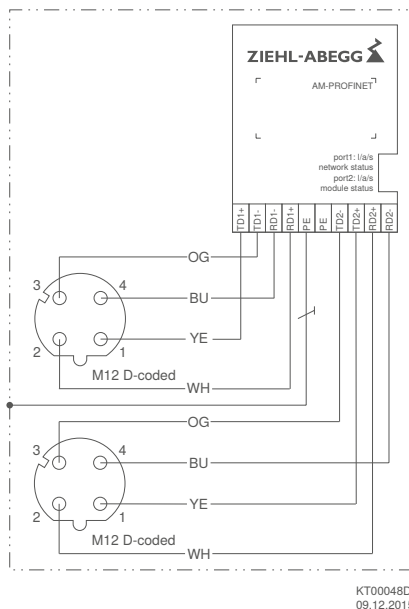 ZIEHL-ABEGG
AM-PROFINET
port1: l/a/s
network status
port2: l/a/s
module status
TD1+ TD1- RD1- RD1+ PE PE TD2- TD2+ RD2+ RD2-
OG
3 4
BU
YE
2 1
M12 D-coded
WH
OG
3 4
BU
YE
2 1
M12 D-coded
WH
KT00048D
09.12.2015